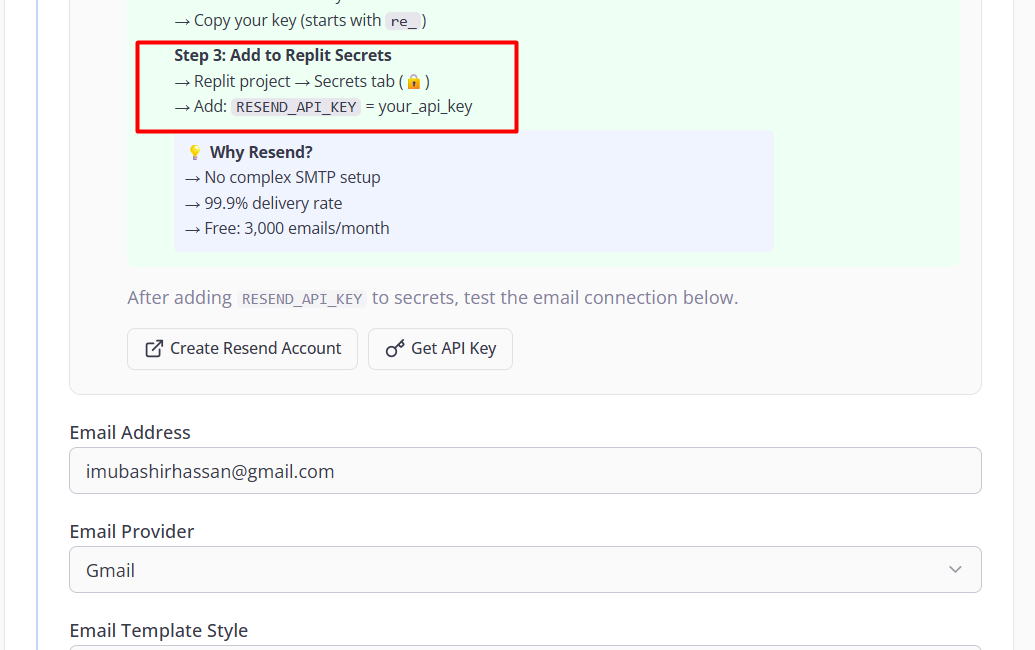 → Copy your key (starts with re_ )
Step 3: Add to Replit Secrets
→ Replit project → Secrets tab (🔒)
→ Add: RESEND_API_KEY = your_api_key
💡 Why Resend?
→ No complex SMTP setup
→ 99.9% delivery rate
→ Free: 3,000 emails/month
After adding RESEND_API_KEY to secrets, test the email connection below.
Create Resend Account
Get API Key
Email Address
imubashirhassan@gmail.com
Email Provider
Gmail
Email Template Style